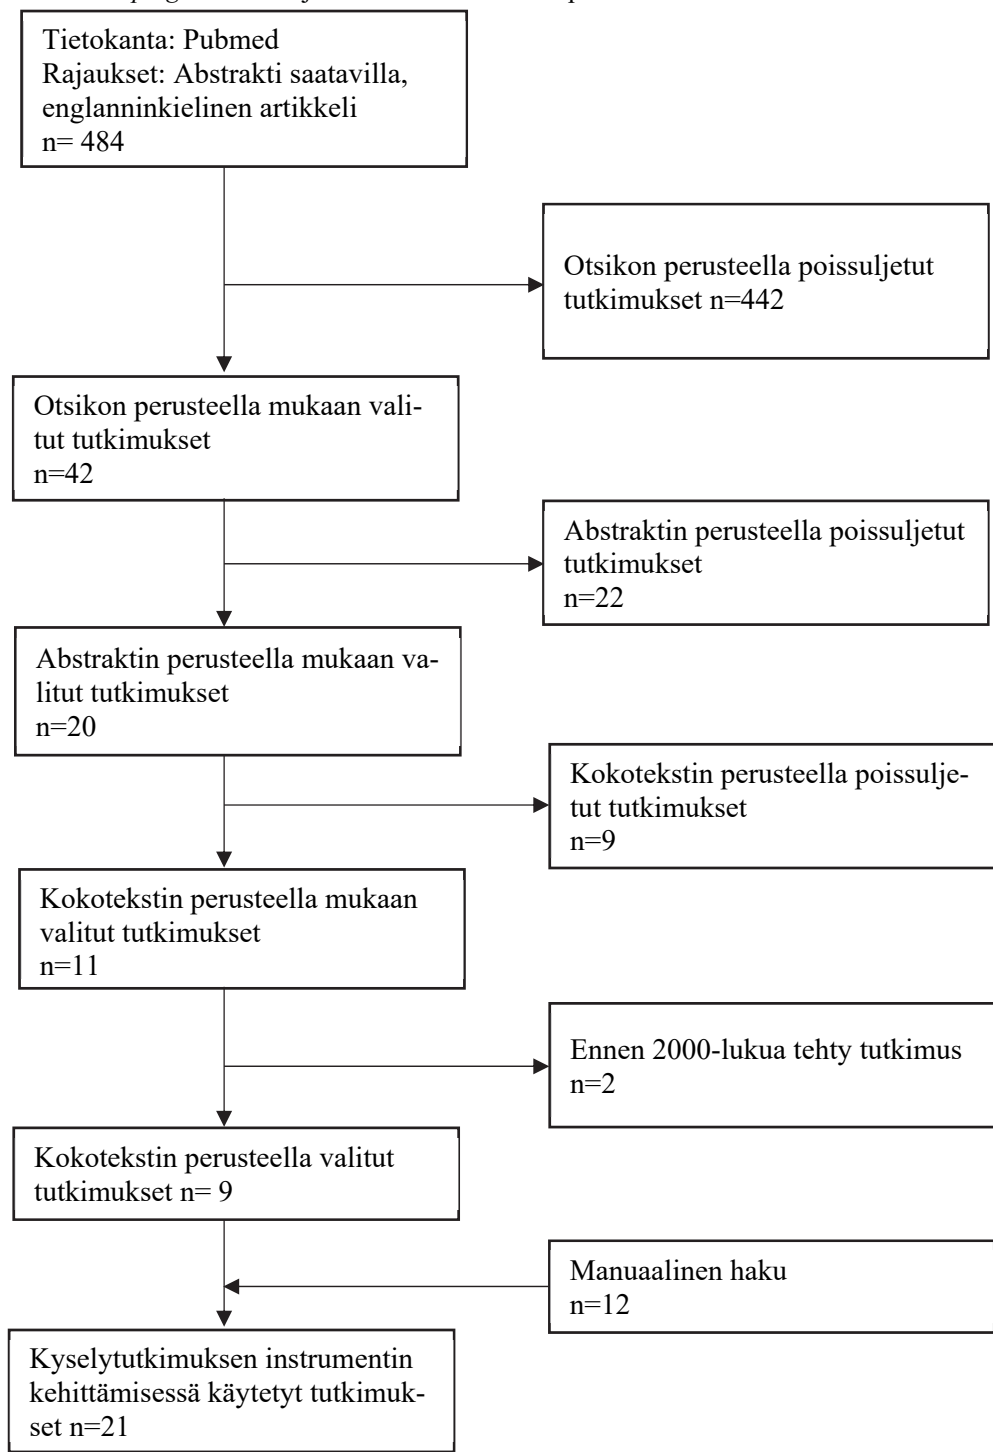 Tietokanta: Pubmed
Rajaukset: Abstrakti saatavilla,
englanninkielinen artikkeli
n= 484
Otsikon perusteella poissuljetut
tutkimukset n=442
Otsikon perusteella mukaan vali-
tut tutkimukset
n=42
Abstraktin perusteella poissuljetut
tutkimukset
n=22
Abstraktin perusteella mukaan va-
litut tutkimukset
n=20
Kokotekstin perusteella poissulje-
tut tutkimukset
n=9
Kokotekstin perusteella mukaan
valitut tutkimukset
n=11
Ennen 2000-lukua tehty tutkimus
n=2
Kokotekstin perusteella valitut
tutkimukset n= 9
Manuaalinen haku
n=12
Kyselytutkimuksen instrumentin
kehittämisessä käytetyt tutkimuk-
set n=21